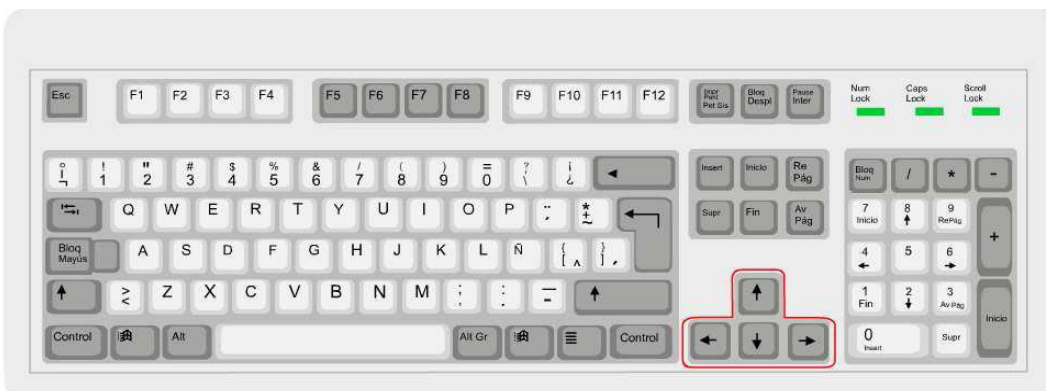 Esc F1 F2 F3 F4 F5 F6 F7 F8 F9 F10 F11 F12 Pet Sis Bloq Despl Pause Inter Num Lock Caps Lock Scroll Lock
! " # $ % & / ( ) = ?
1 2 3 4 5 6 7 8 9 0 \ ¿ Insert Inicio Re Pág Bloq Num / * -
Q W E R T Y U I O P * + ~ Supr Fin Av Pág 7 Inicio 8 9 RePág +
Bloq Mayús A S D F G H J K L Ñ { [ ^ } ] 4 5 6
> < Z X C V B N M ; , : . _ - 1 Fin 2 3 Av Pág Inicio
Control Alt Alt Gr Control 0 Insert Supr